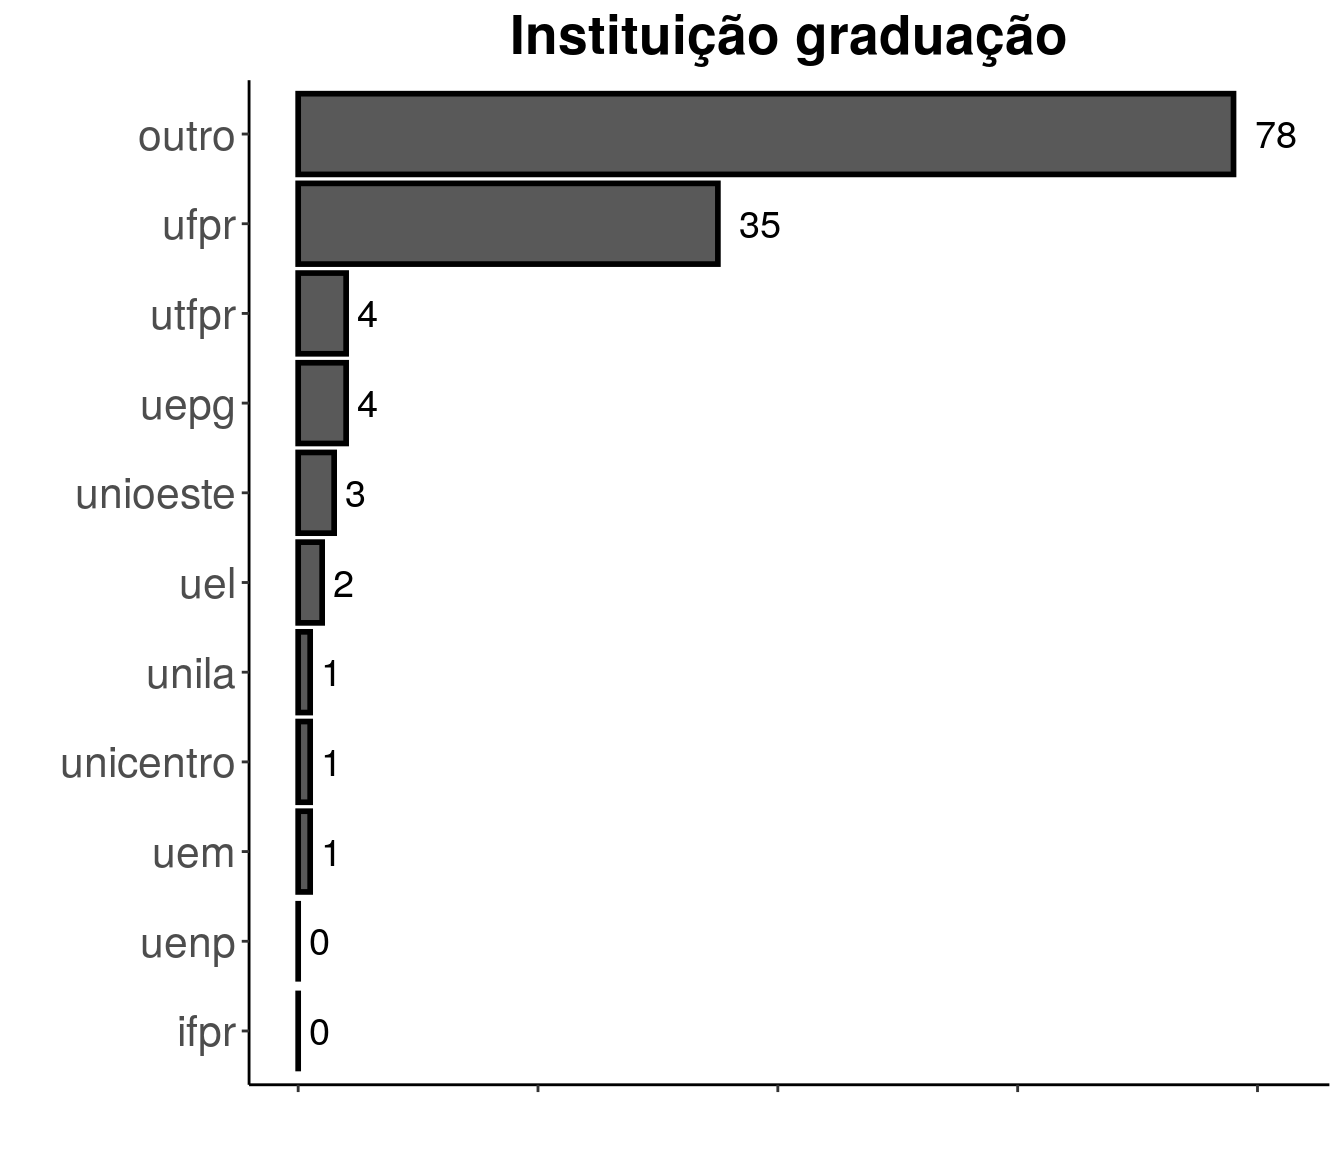 Instituição graduação
outro 78
ufpr 35
utfpr 4
uepg 4
unioeste 3
uel 2
unila 1
unicentro 1
uem 1
uenp 0
ifpr 0